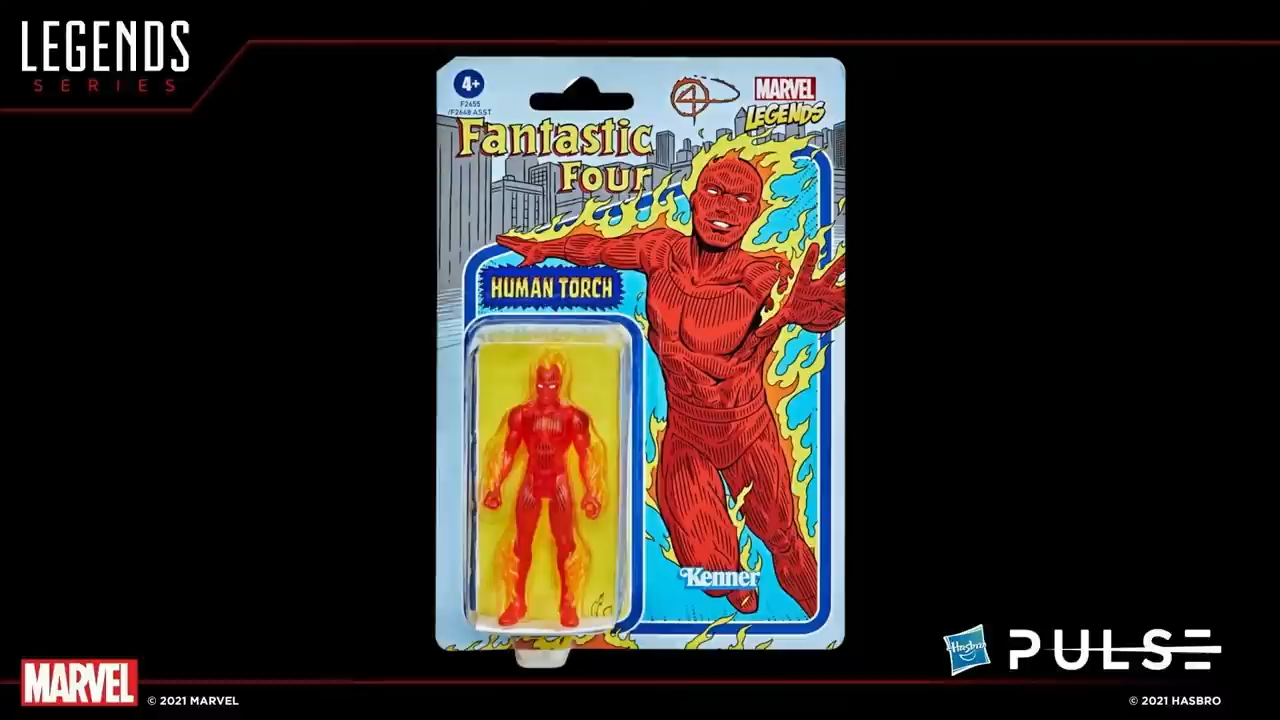 LEGENDS
SERIES
4+
F2655
/F2648 ASST
4
MARVEL
LEGENDS
Fantastic
Four
HUMAN TORCH
Kenner
Hasbro
PULSE
MARVEL
© 2021 MARVEL
© 2021 HASBRO